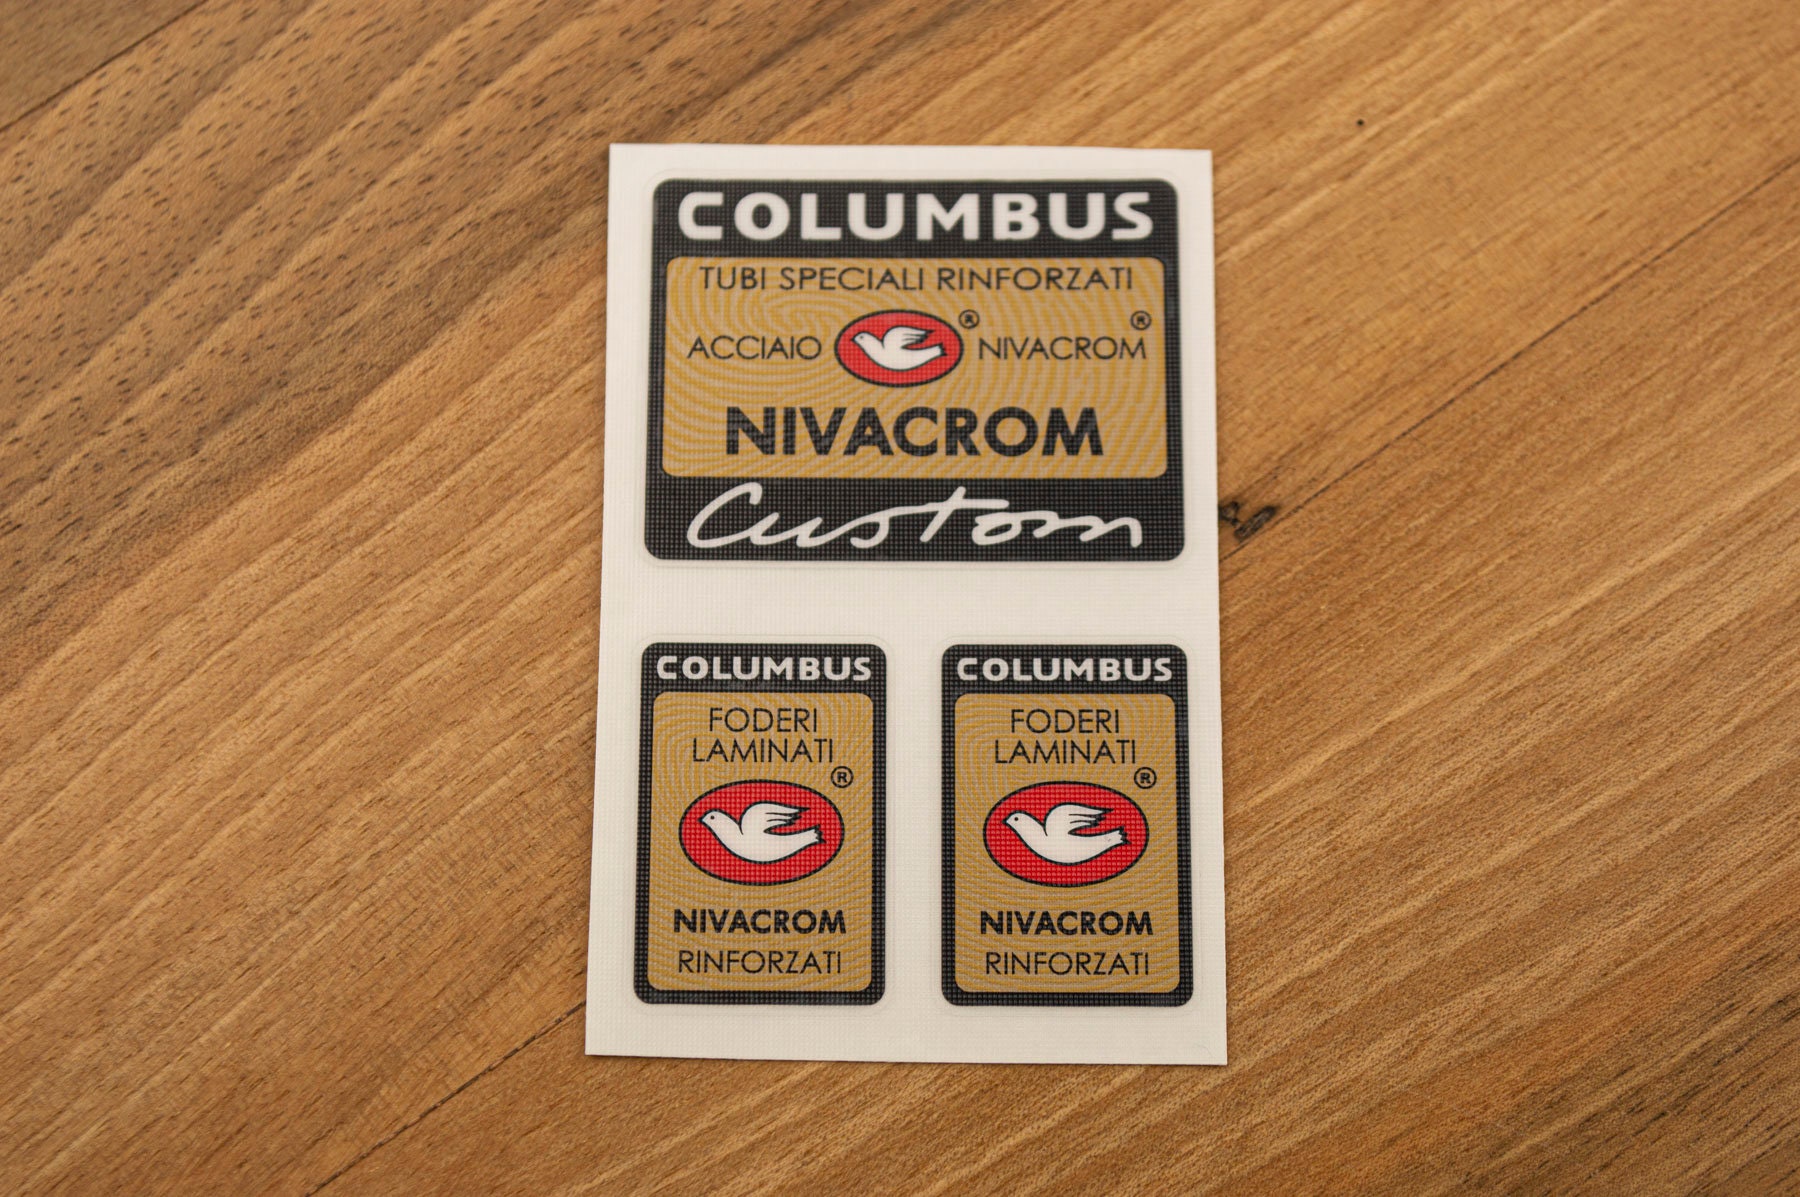 COLUMBUS
TUBI SPECIALI RINFORZATI
ACCIAIO ® NIVACROM ®
NIVACROM
Custom
COLUMBUS
FODERI
LAMINATI
®
NIVACROM
RINFORZATI
COLUMBUS
FODERI
LAMINATI
®
NIVACROM
RINFORZATI